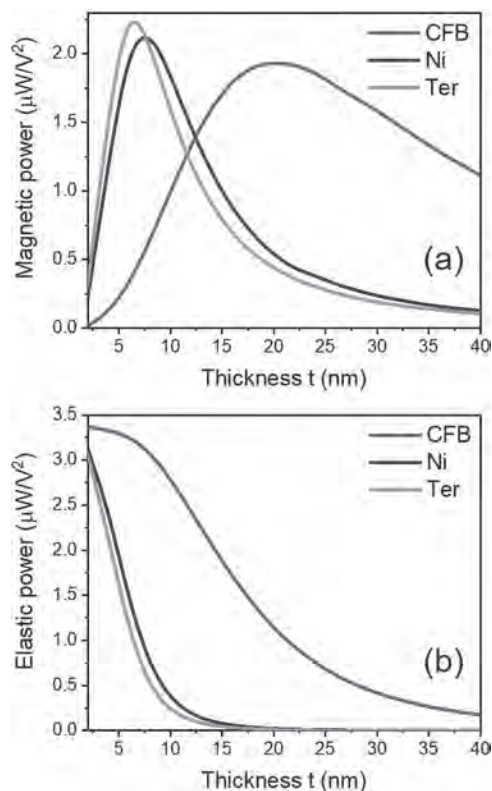 Magnetic power (μW/V²)
2.0
1.5
1.0
0.5
0.0
CFB
Ni
Ter
(a)
5 10 15 20 25 30 35 40
Thickness t (nm)
Elastic power (μW/V²)
3.5
3.0
2.5
2.0
1.5
1.0
0.5
0.0
CFB
Ni
Ter
(b)
5 10 15 20 25 30 35 40
Thickness t (nm)